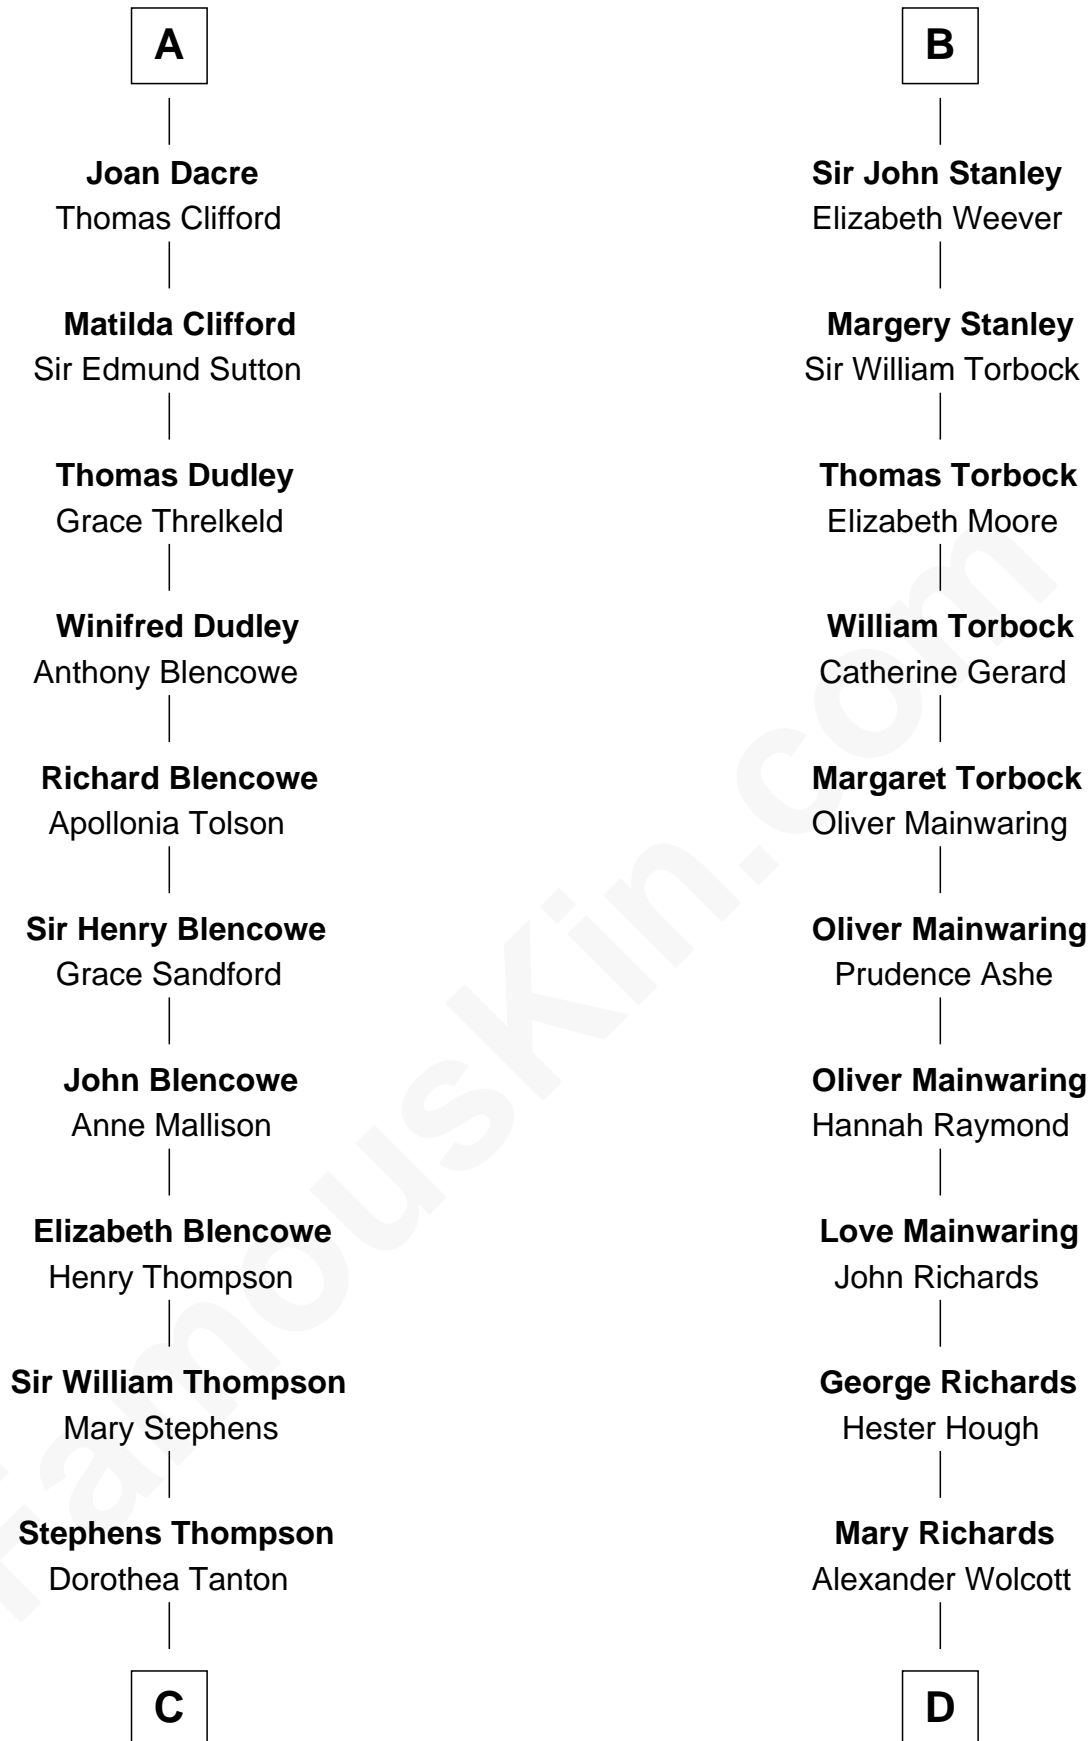 A
Joan Dacre
Thomas Clifford
Matilda Clifford
Sir Edmund Sutton
Thomas Dudley
Grace Threlkeld
Winifred Dudley
Anthony Blencowe
Richard Blencowe
Apollonia Tolson
Sir Henry Blencowe
Grace Sandford
John Blencowe
Anne Mallison
Elizabeth Blencowe
Henry Thompson
Sir William Thompson
Mary Stephens
Stephens Thompson
Dorothea Tanton
C
B
Sir John Stanley
Elizabeth Weever
Margery Stanley
Sir William Torbock
Thomas Torbock
Elizabeth Moore
William Torbock
Catherine Gerard
Margaret Torbock
Oliver Mainwaring
Oliver Mainwaring
Prudence Ashe
Oliver Mainwaring
Hannah Raymond
Love Mainwaring
John Richards
George Richards
Hester Hough
Mary Richards
Alexander Wolcott
D
FamousKin.com